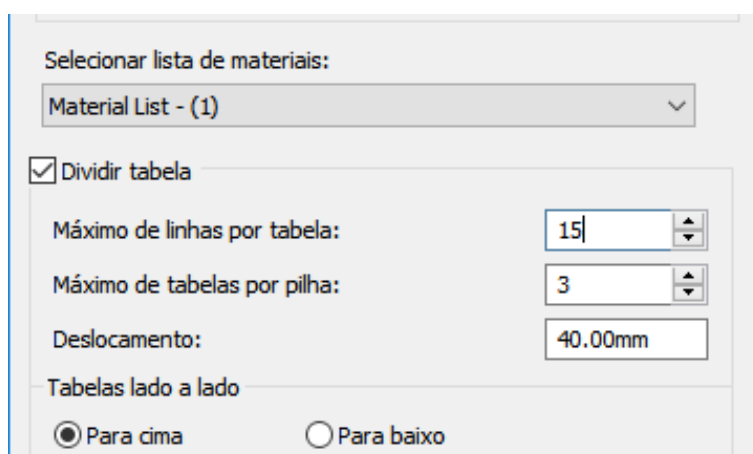 Selecionar lista de materiais:
Material List - (1)
Dividir tabela
Máximo de linhas por tabela: 15
Máximo de tabelas por pilha: 3
Deslocamento: 40.00mm
Tabelas lado a lado
Para cima Para baixo